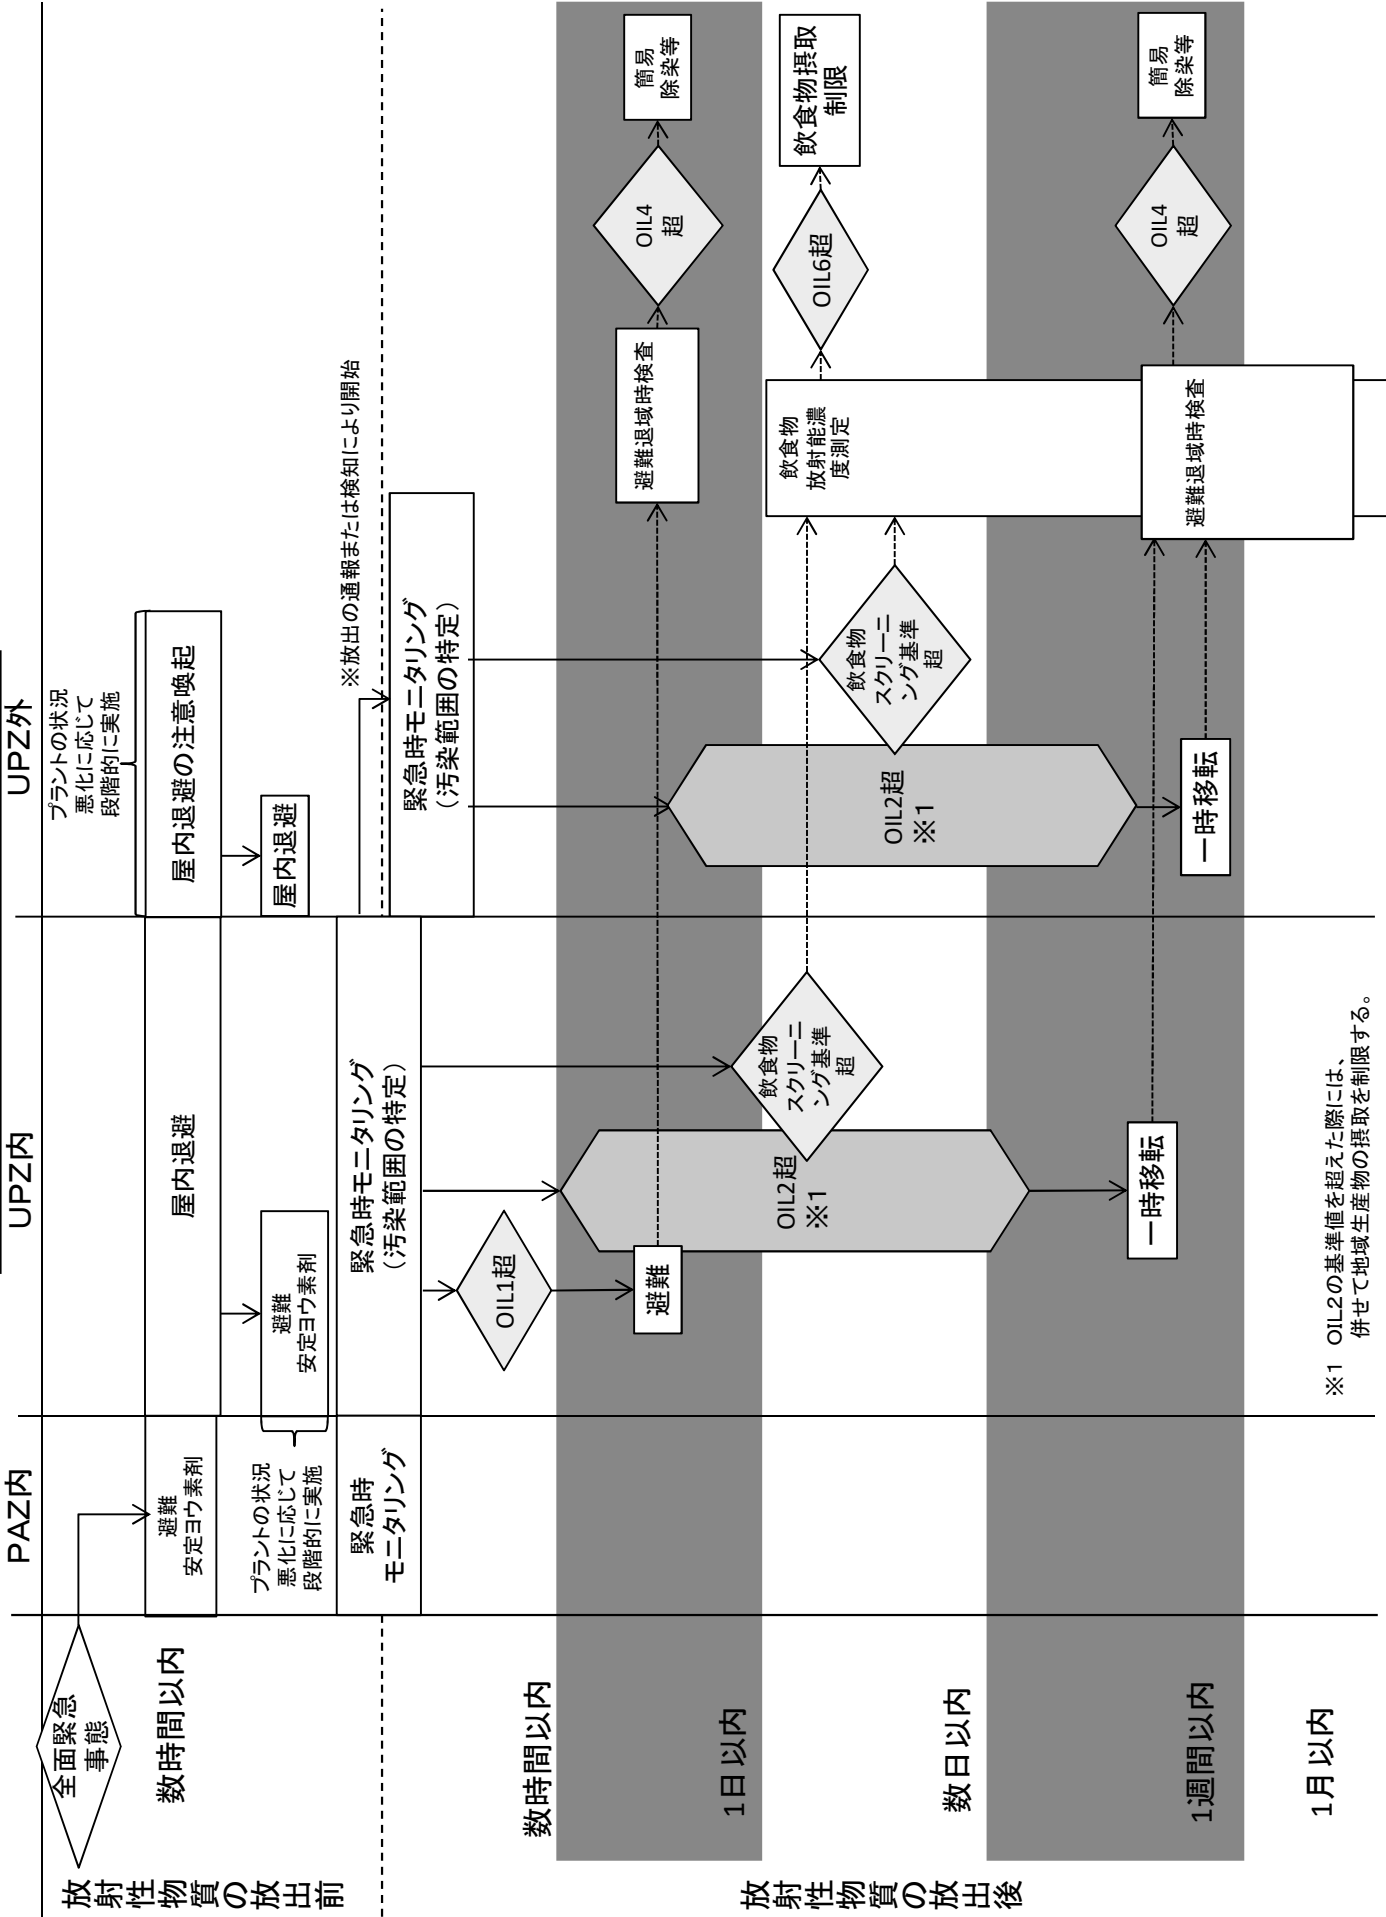 PAZ内
UPZ内
UPZ外
放射性物質の放出前
全面緊急
事態
数時間以内
避難
安定ヨウ素剤
屋内退避
プラントの状況
悪化に応じて
段階的に実施
屋内退避の注意喚起
プラントの状況
悪化に応じて
段階的に実施
避難
安定ヨウ素剤
屋内退避
※放出の通報または検知により開始
緊急時
モニタリング
緊急時モニタリング
(汚染範囲の特定)
緊急時モニタリング
(汚染範囲の特定)
放射性物質の放出後
数時間以内
OIL1超
1日以内
避難
避難退域時検査
OIL4
超
簡易
除染等
OIL2超
※1
飲食物
スクリーニ
ング基準
超
OIL2超
※1
飲食物
スクリーニ
ング基準
超
飲食物
放射能濃
度測定
OIL6超
飲食物摂取
制限
数日以内
1週間以内
一時移転
一時移転
避難退域時検査
OIL4
超
簡易
除染等
1月以内
※1 OIL2の基準値を超えた際には、
併せて地域生産物の摂取を制限する。